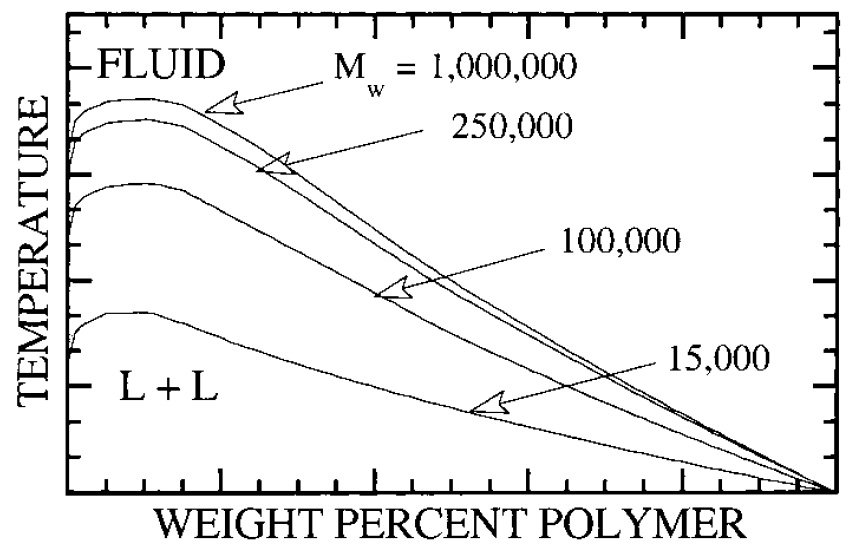 FLUID
M_w = 1,000,000
250,000
100,000
15,000
L + L
TEMPERATURE
WEIGHT PERCENT POLYMER